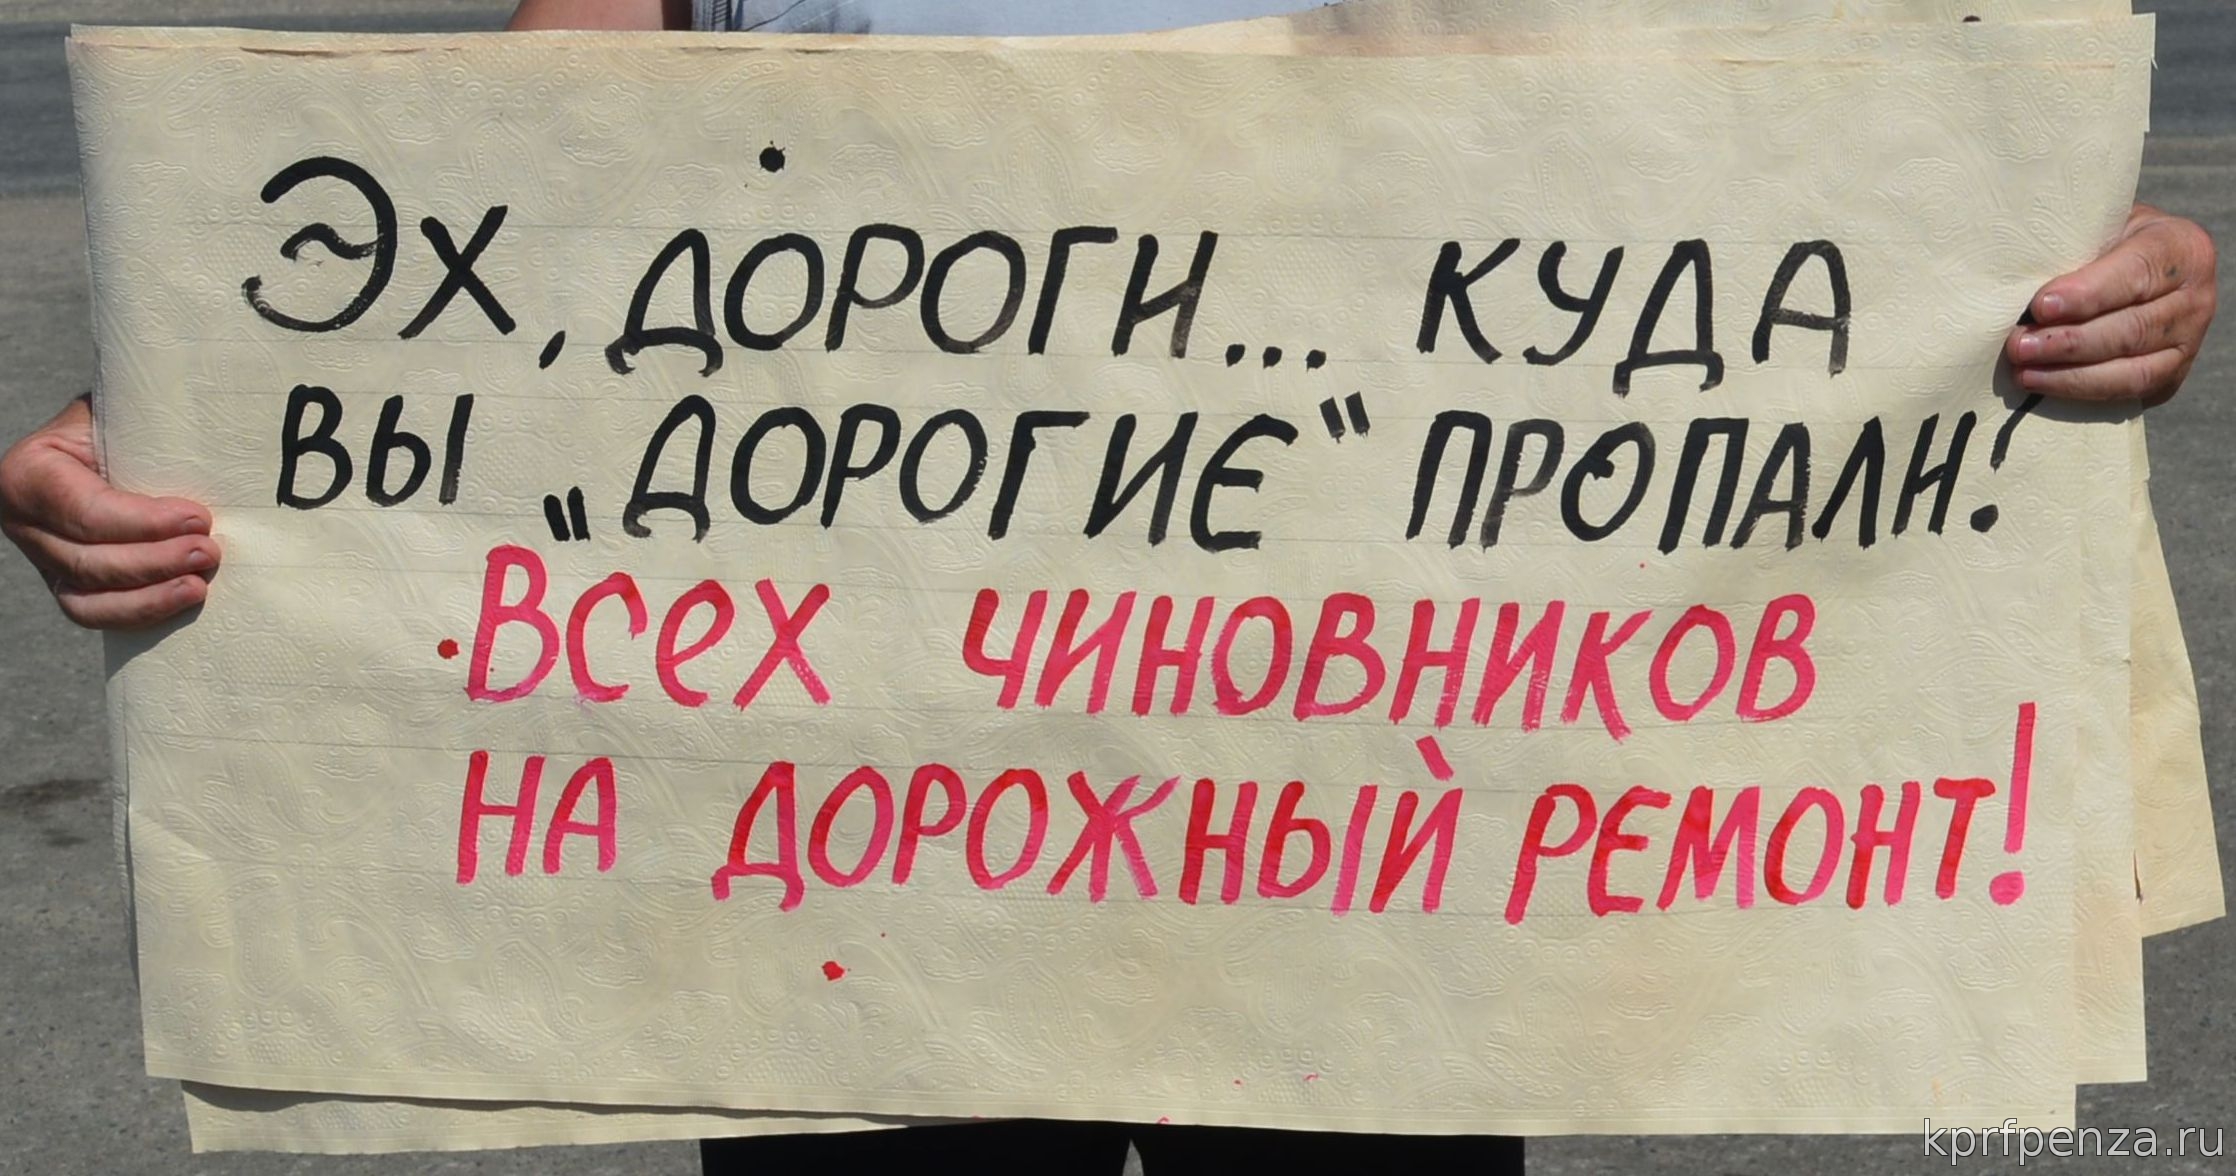 Эх, ДОРОГИ... КУДА
ВЫ „ДОРОГИЕ“ ПРОПАЛИ?
ВСЕХ ЧИНОВНИКОВ
НА ДОРОЖНЫЙ РЕМОНТ!
kprfpenza.ru